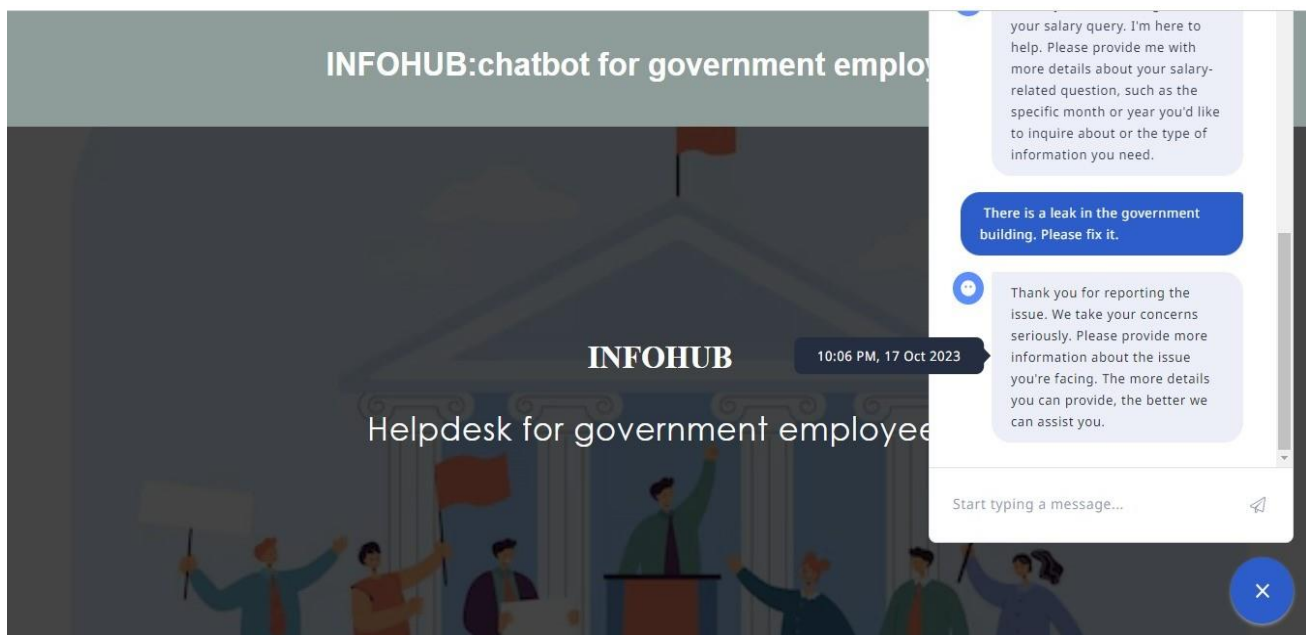 INFOHUB:chatbot for government emplo
your salary query. I'm here to
help. Please provide me with
more details about your salary-
related question, such as the
specific month or year you'd like
to inquire about or the type of
information you need.
There is a leak in the government
building. Please fix it.
Thank you for reporting the
issue. We take your concerns
seriously. Please provide more
information about the issue
you're facing. The more details
you can provide, the better we
can assist you.
10:06 PM, 17 Oct 2023
INFOHUB
Helpdesk for government employee
Start typing a message...